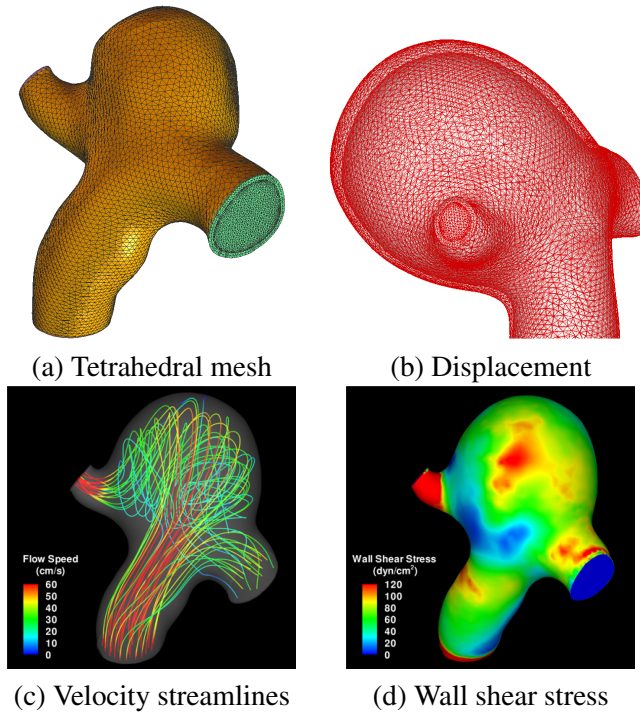 (a) Tetrahedral mesh
(b) Displacement
Flow Speed
(cm/s)
60
50
40
30
20
10
0
(c) Velocity streamlines
Wall Shear Stress
(dyn/cm²)
120
100
80
60
40
20
0
(d) Wall shear stress